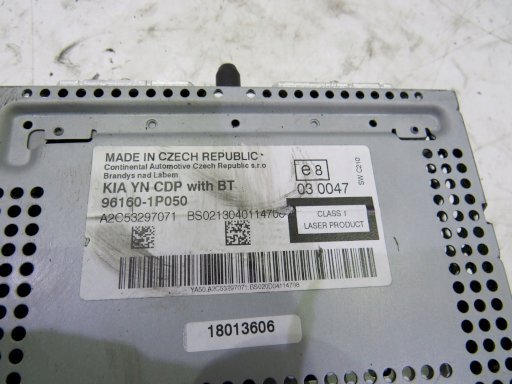 MADE IN CZECH REPUBLIC
Continental Automotive Czech Republic s.r.o
Brandys nad Labem
KIA YN CDP with BT
96160-1P050
A2C53297071
e8
03 0047
SW C210
CLASS 1
LASER PRODUCT
18013606